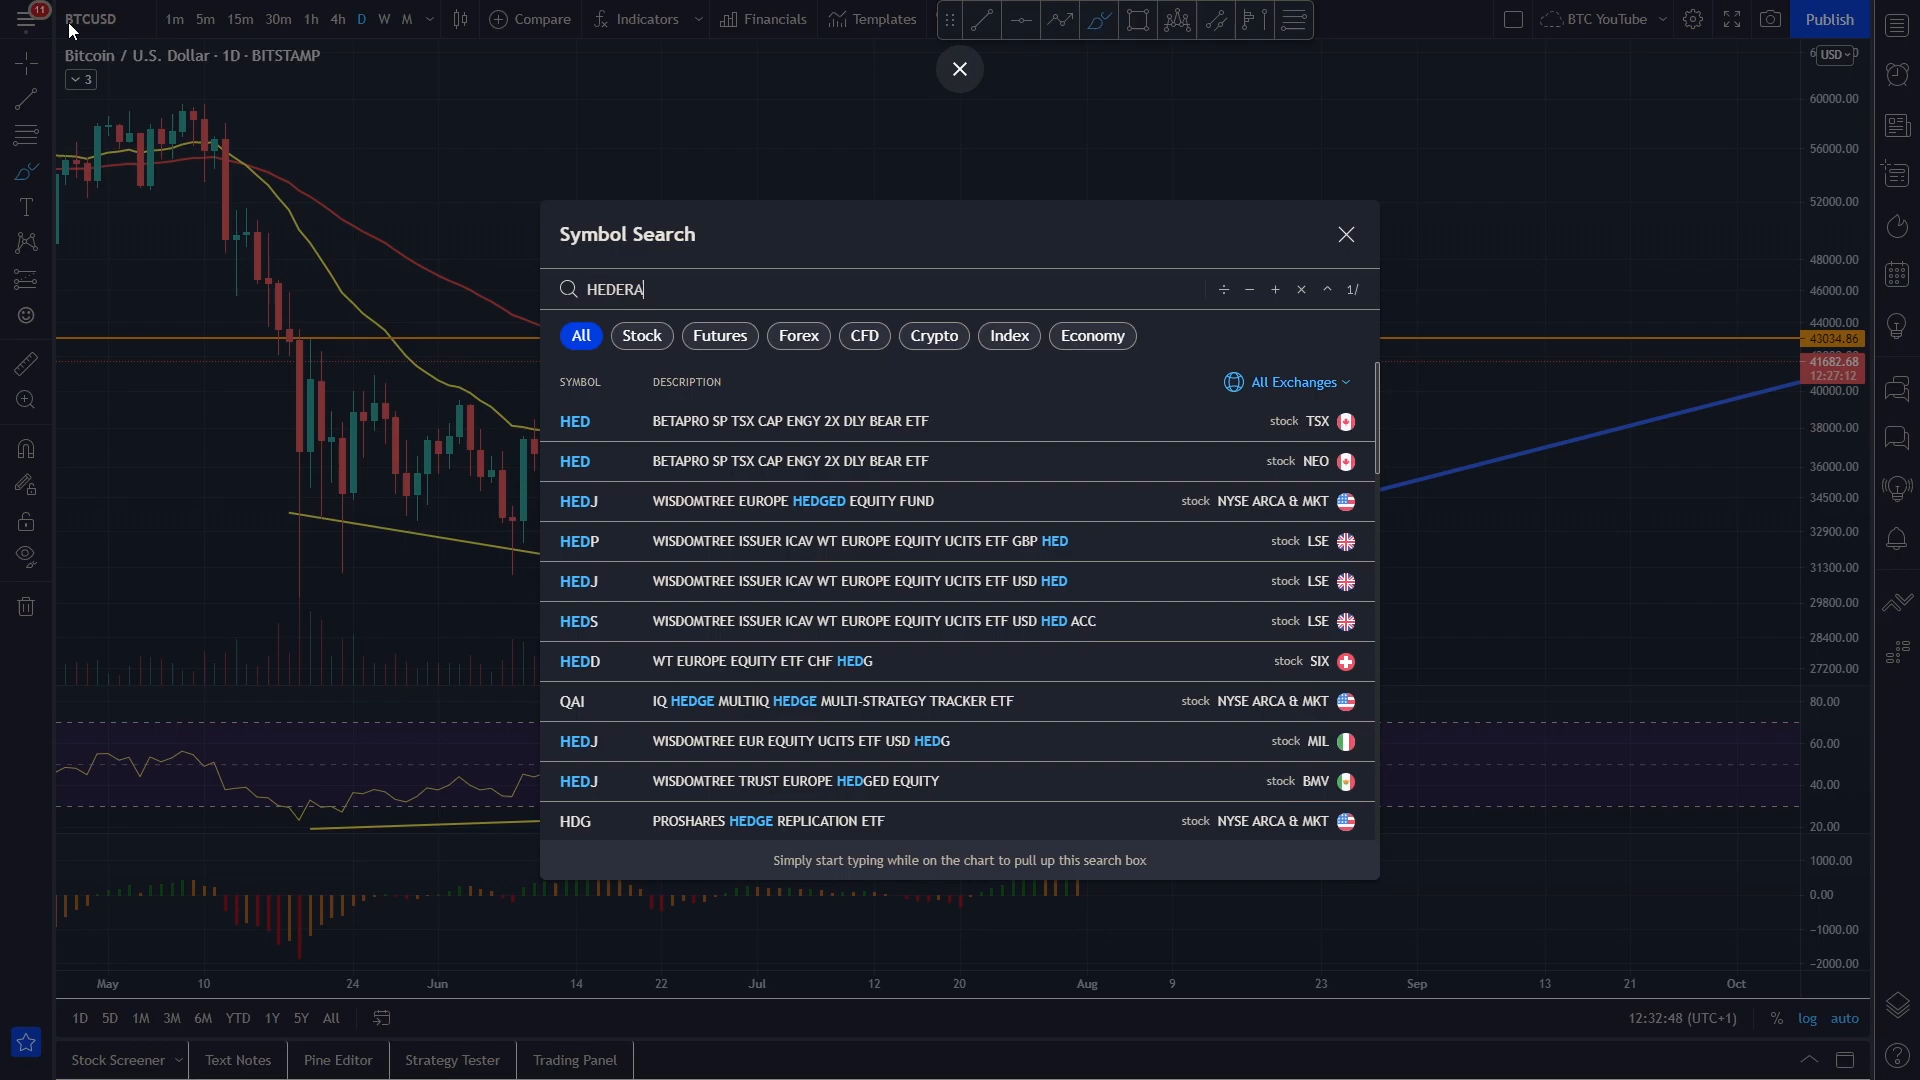 11
BTCUSD 1m 5m 15m 30m 1h 4h D W M Compare Indicators Financials Templates BTC YouTube Publish
Bitcoin / U.S. Dollar · 1D · BITSTAMP
USD
3
60000.00
56000.00
52000.00
48000.00
46000.00
44000.00
43034.86
41682.68
12:27:12
40000.00
38000.00
36000.00
34500.00
32900.00
31300.00
29800.00
28400.00
27200.00
80.00
60.00
40.00
20.00
1000.00
0.00
−1000.00
−2000.00
Symbol Search
HEDERA ÷ − + × ^ 1/
All Stock Futures Forex CFD Crypto Index Economy
SYMBOL DESCRIPTION All Exchanges
HED BETAPRO SP TSX CAP ENGY 2X DLY BEAR ETF stock TSX
HED BETAPRO SP TSX CAP ENGY 2X DLY BEAR ETF stock NEO
HEDJ WISDOMTREE EUROPE HEDGED EQUITY FUND stock NYSE ARCA & MKT
HEDP WISDOMTREE ISSUER ICAV WT EUROPE EQUITY UCITS ETF GBP HED stock LSE
HEDJ WISDOMTREE ISSUER ICAV WT EUROPE EQUITY UCITS ETF USD HED stock LSE
HEDS WISDOMTREE ISSUER ICAV WT EUROPE EQUITY UCITS ETF USD HED ACC stock LSE
HEDD WT EUROPE EQUITY ETF CHF HEDG stock SIX
QAI IQ HEDGE MULTIIQ HEDGE MULTI-STRATEGY TRACKER ETF stock NYSE ARCA & MKT
HEDJ WISDOMTREE EUR EQUITY UCITS ETF USD HEDG stock MIL
HEDJ WISDOMTREE TRUST EUROPE HEDGED EQUITY stock BMV
HDG PROSHARES HEDGE REPLICATION ETF stock NYSE ARCA & MKT
Simply start typing while on the chart to pull up this search box
May 10 24 Jun 14 22 Jul 12 20 Aug 9 23 Sep 13 21 Oct
1D 5D 1M 3M 6M YTD 1Y 5Y All 12:32:48 (UTC+1) % log auto
Stock Screener Text Notes Pine Editor Strategy Tester Trading Panel